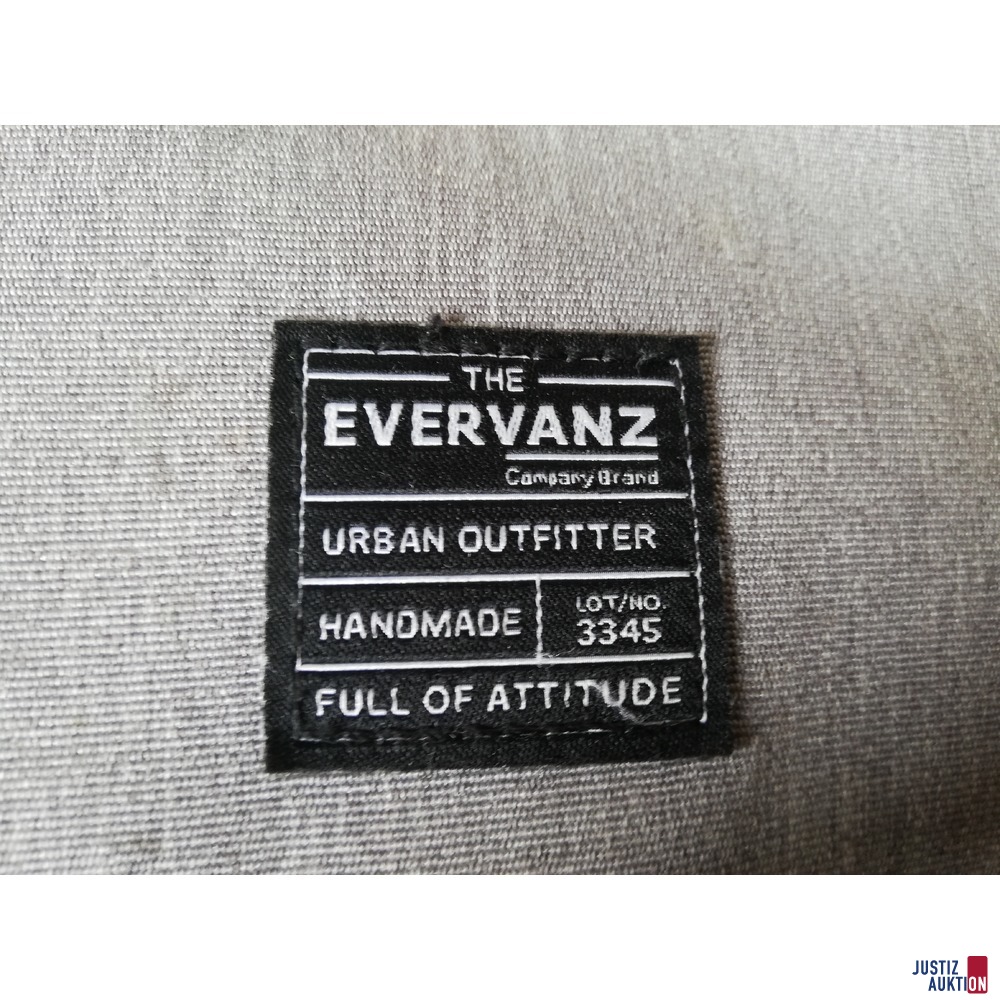 THE
EVERVANZ
Company Brand
URBAN OUTFITTER
HANDMADE
LOT/NO.
3345
FULL OF ATTITUDE
JUSTIZ
AUKTION